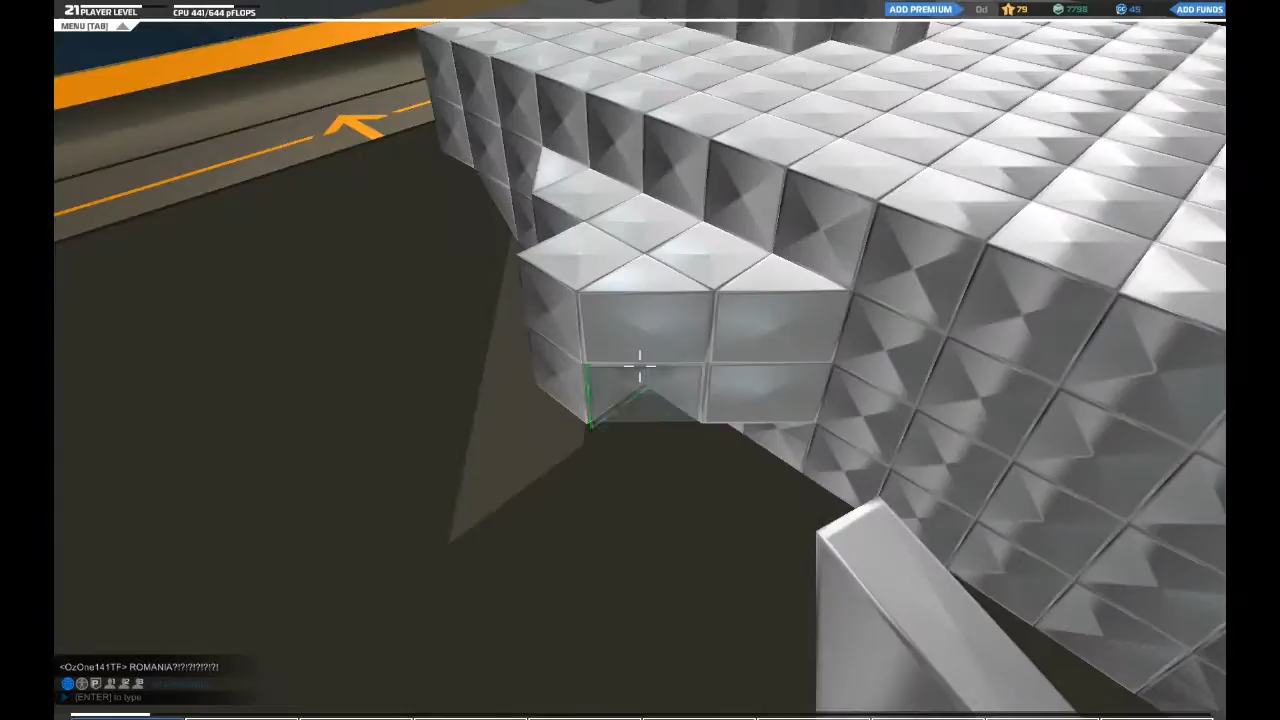 21 PLAYER LEVEL
CPU 441/644 pFLOPS
ADD PREMIUM
0d
79
7798
45
ADD FUNDS
MENU [TAB]
<OzOne141TF> ROMANIA?!?!?!?!?!?!
[ENTER] to type